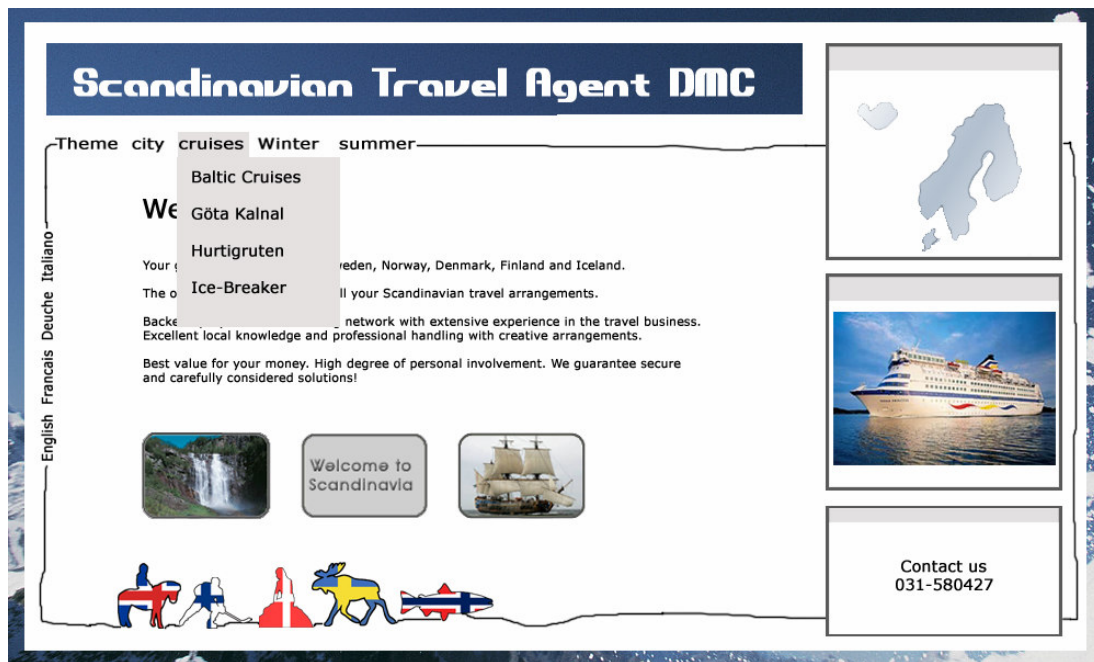 Scandinavian Travel Agent DMC
Theme city cruises Winter summer
Baltic Cruises
Göta Kalnal
Hurtigruten
Ice-Breaker
We
Your weden, Norway, Denmark, Finland and Iceland.
The ll your Scandinavian travel arrangements.
Backe network with extensive experience in the travel business.
Excellent local knowledge and professional handling with creative arrangements.
Best value for your money. High degree of personal involvement. We guarantee secure
and carefully considered solutions!
English Francais Deuche Italiano
Welcome to
Scandinavia
Contact us
031-580427